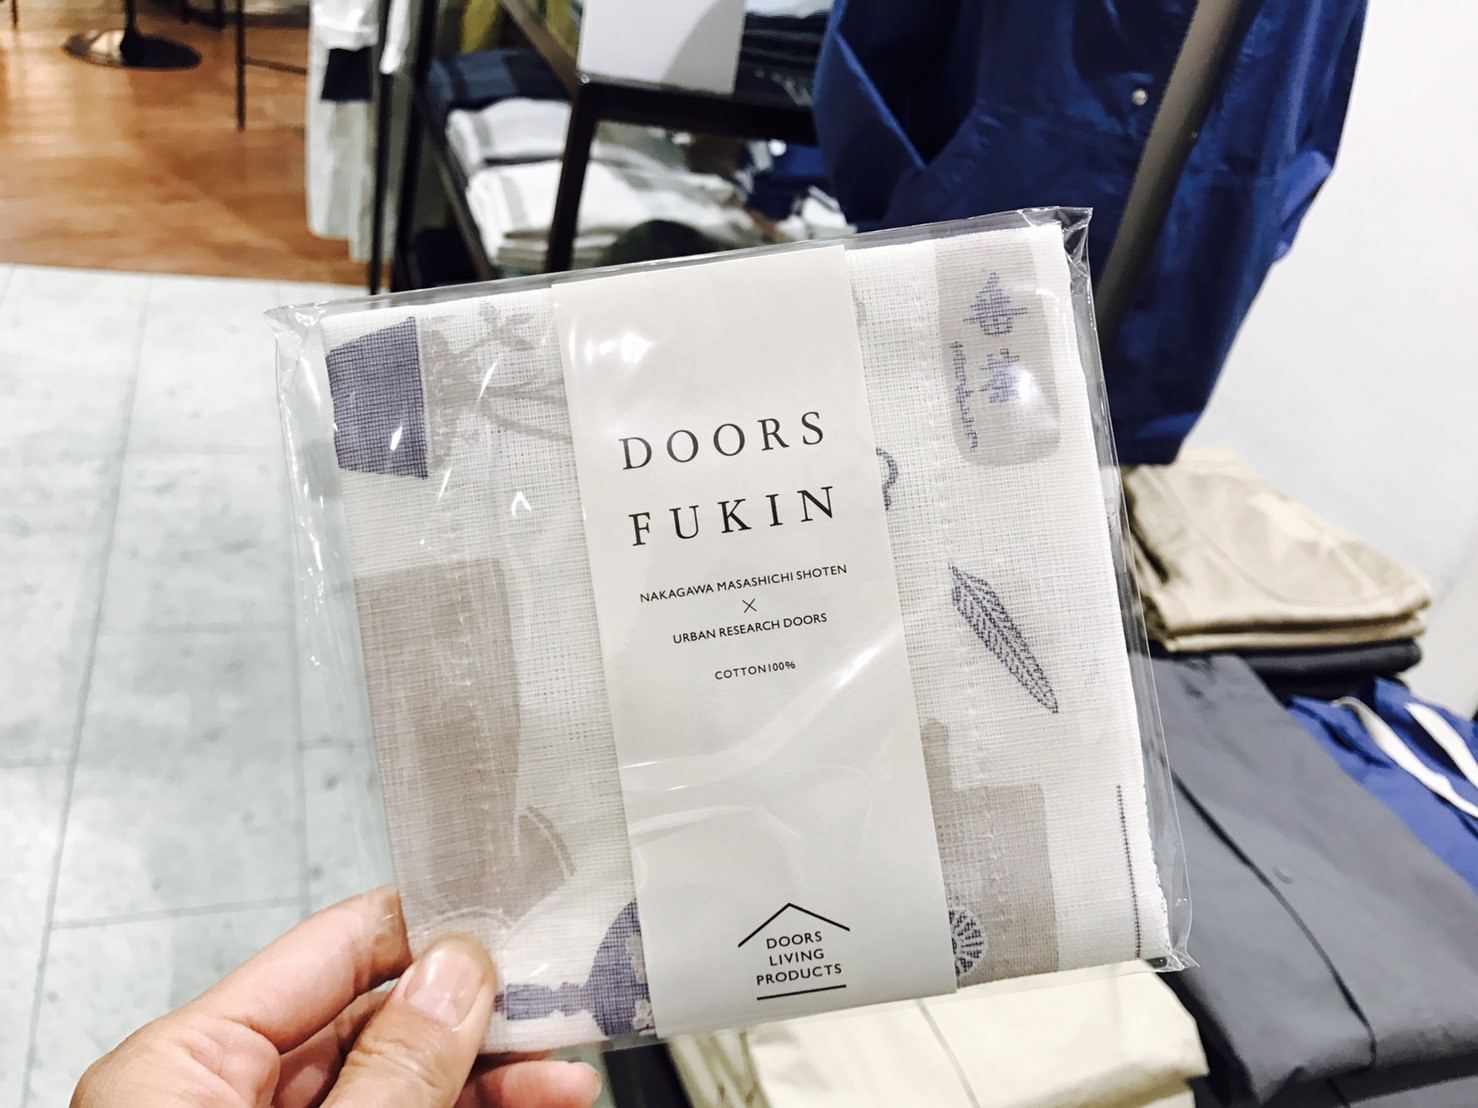 DOORS
FUKIN
NAKAGAWA MASASHICHI SHOTEN
×
URBAN RESEARCH DOORS
COTTON100%
DOORS
LIVING
PRODUCTS